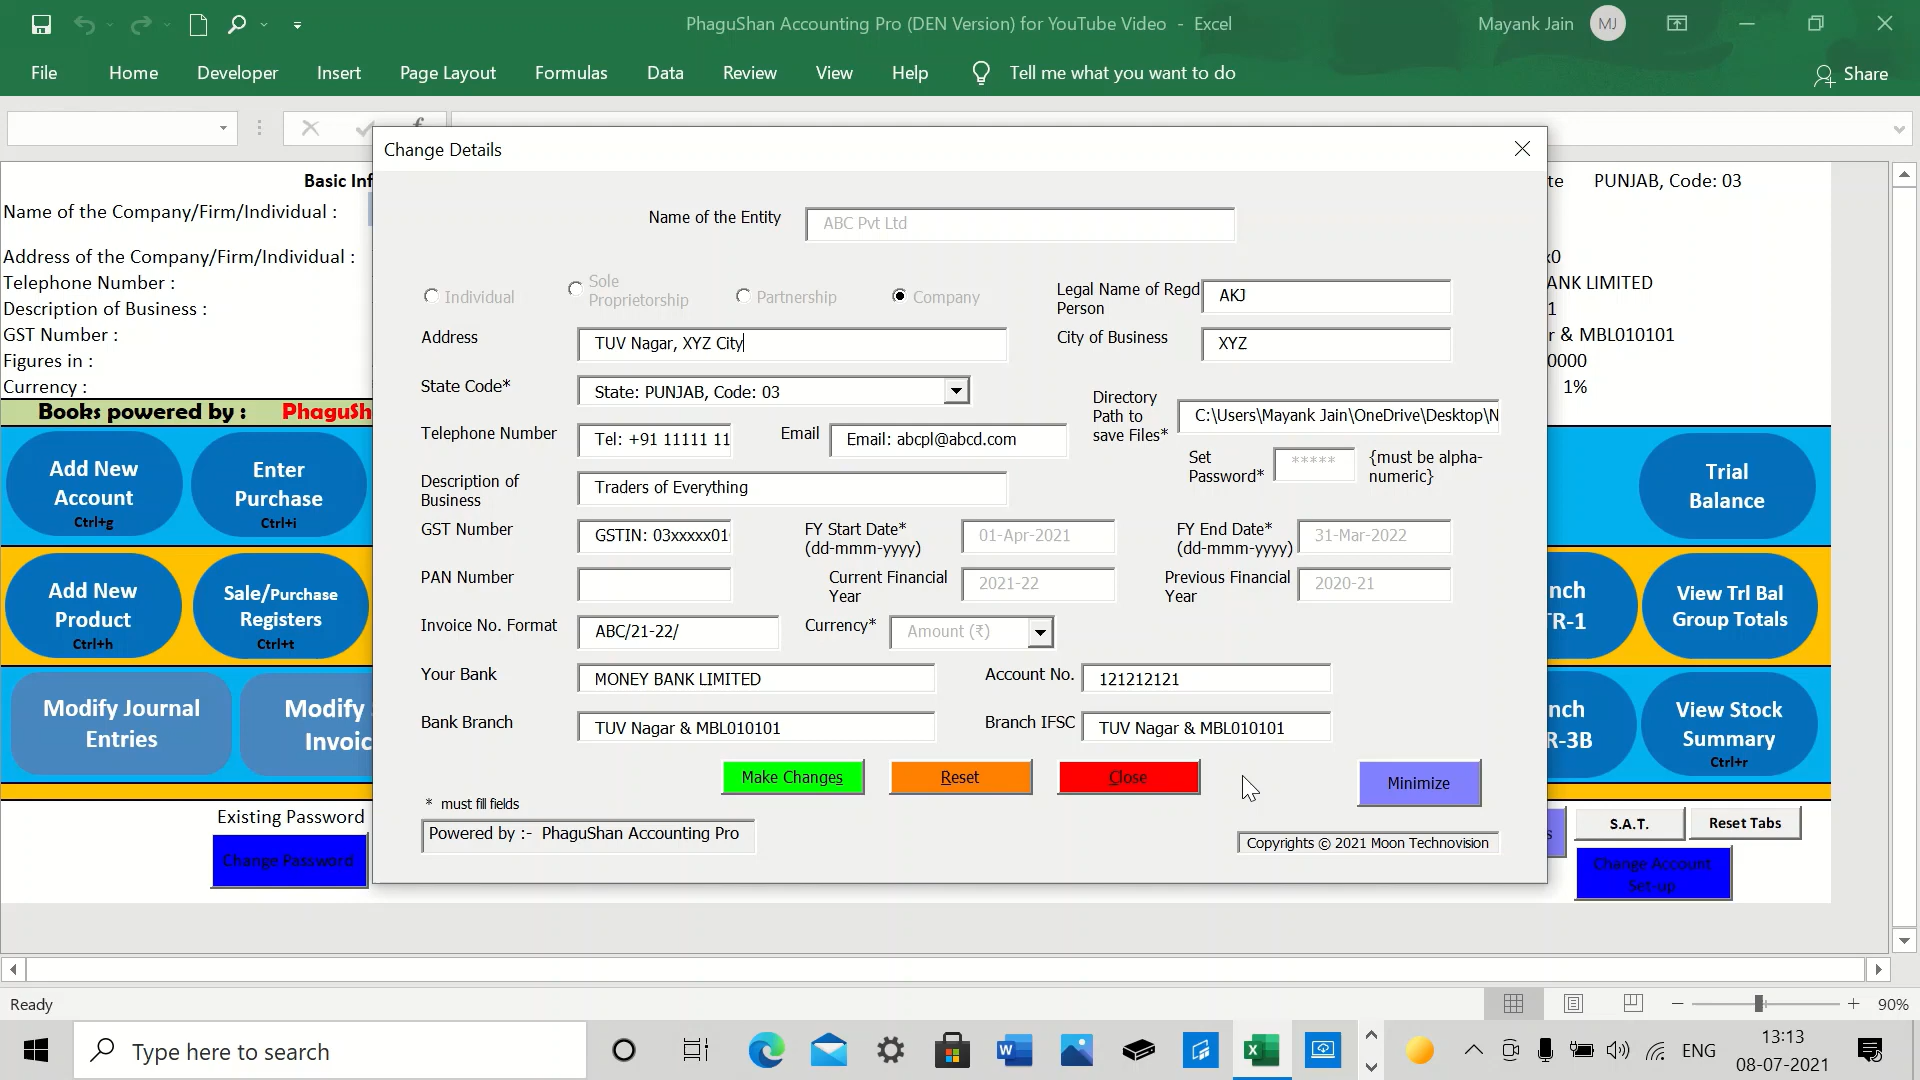 PhaguShan Accounting Pro (DEN Version) for YouTube Video - Excel
Mayank Jain MJ
File Home Developer Insert Page Layout Formulas Data Review View Help Tell me what you want to do Share
Change Details
Basic Inf
te PUNJAB, Code: 03
Name of the Company/Firm/Individual :
Address of the Company/Firm/Individual :
Telephone Number :
Description of Business :
GST Number :
Figures in :
Currency :
x0
ANK LIMITED
1
r & MBL010101
0000
1%
Books powered by : PhaguSh
Name of the Entity ABC Pvt Ltd
Individual
Sole Proprietorship
Partnership
Company
Legal Name of Regd Person AKJ
Address TUV Nagar, XYZ City
City of Business XYZ
State Code* State: PUNJAB, Code: 03
Directory Path to save Files* C:\Users\Mayank Jain\OneDrive\Desktop\N
Telephone Number Tel: +91 11111 11
Email Email: abcpl@abcd.com
Set Password* ***** {must be alpha-numeric}
Description of Business Traders of Everything
GST Number GSTIN: 03xxxxx01
FY Start Date* (dd-mmm-yyyy) 01-Apr-2021
FY End Date* (dd-mmm-yyyy) 31-Mar-2022
PAN Number
Current Financial Year 2021-22
Previous Financial Year 2020-21
Invoice No. Format ABC/21-22/
Currency* Amount (₹)
Your Bank MONEY BANK LIMITED
Account No. 121212121
Bank Branch TUV Nagar & MBL010101
Branch IFSC TUV Nagar & MBL010101
Make Changes
Reset
Close
Minimize
* must fill fields
Powered by :- PhaguShan Accounting Pro
Copyrights © 2021 Moon Technovision
Add New Account Ctrl+g
Enter Purchase Ctrl+i
Trial Balance
Add New Product Ctrl+h
Sale/Purchase Registers Ctrl+t
nch
TR-1
View Trl Bal Group Totals
Modify Journal Entries
Modify
Invoic
nch
R-3B
View Stock Summary Ctrl+r
Existing Password
Change Password
s
S.A.T.
Reset Tabs
Change Account Set-up
Ready
90%
Type here to search
ENG
13:13
08-07-2021